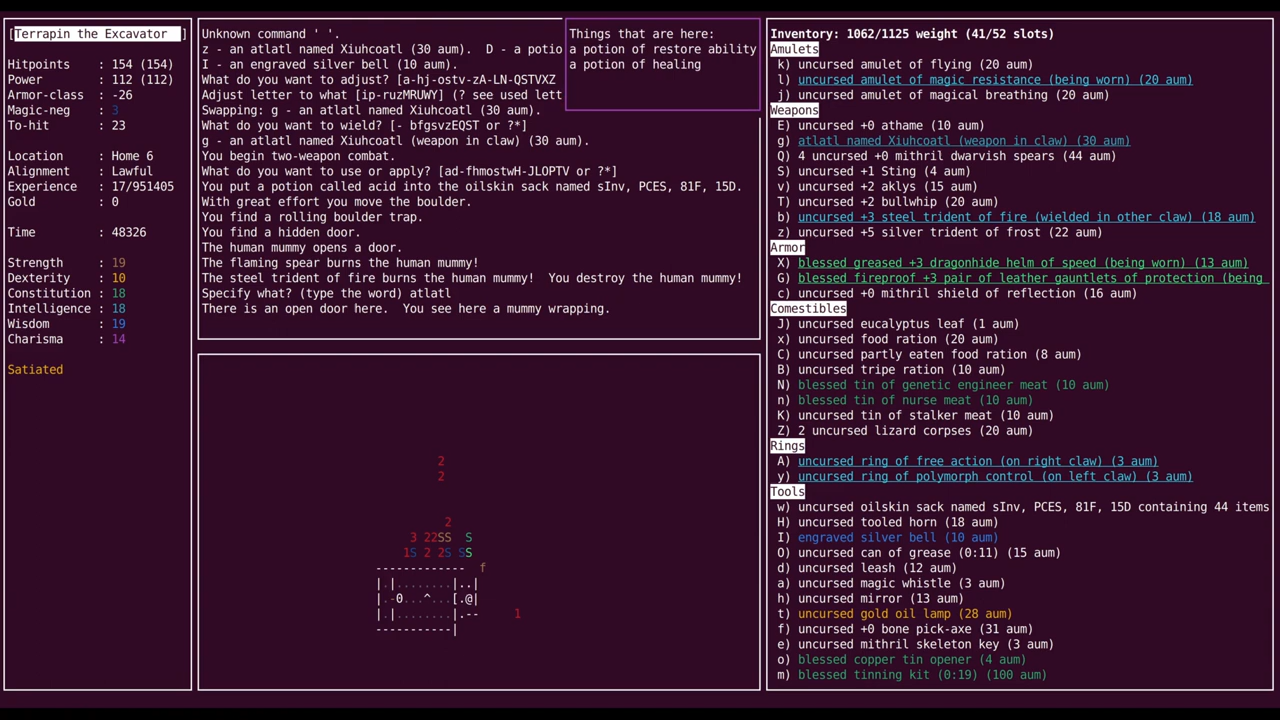 [Terrapin the Excavator ]
Hitpoints : 154 (154)
Power : 112 (112)
Armor-class : -26
Magic-neg : 3
To-hit : 23
Location : Home 6
Alignment : Lawful
Experience : 17/951405
Gold : 0
Time : 48326
Strength : 19
Dexterity : 10
Constitution : 18
Intelligence : 18
Wisdom : 19
Charisma : 14
Satiated
Unknown command ' '.
z - an atlatl named Xiuhcoatl (30 aum). D - a potio
I - an engraved silver bell (10 aum).
What do you want to adjust? [a-hj-ostv-zA-LN-QSTVXZ
Adjust letter to what [ip-ruzMRUWY] (? see used lett
Swapping: g - an atlatl named Xiuhcoatl (30 aum).
What do you want to wield? [- bfgsvzEQST or ?*]
g - an atlatl named Xiuhcoatl (weapon in claw) (30 aum).
You begin two-weapon combat.
What do you want to use or apply? [ad-fhmostwH-JLOPTV or ?*]
You put a potion called acid into the oilskin sack named sInv, PCES, 81F, 15D.
With great effort you move the boulder.
You find a rolling boulder trap.
You find a hidden door.
The human mummy opens a door.
The flaming spear burns the human mummy!
The steel trident of fire burns the human mummy! You destroy the human mummy!
Specify what? (type the word) atlatl
There is an open door here. You see here a mummy wrapping.
Things that are here:
a potion of restore ability
a potion of healing
2
2
2
3 22SS S
1S 2 2S SS
------------- f
|.|........|..|
|.-0...^...[.@| 
|.|........|.-- 1
-----------|
Inventory: 1062/1125 weight (41/52 slots)
Amulets
k) uncursed amulet of flying (20 aum)
l) uncursed amulet of magic resistance (being worn) (20 aum)
j) uncursed amulet of magical breathing (20 aum)
Weapons
E) uncursed +0 athame (10 aum)
g) atlatl named Xiuhcoatl (weapon in claw) (30 aum)
Q) 4 uncursed +0 mithril dwarvish spears (44 aum)
S) uncursed +1 Sting (4 aum)
v) uncursed +2 aklys (15 aum)
T) uncursed +2 bullwhip (20 aum)
b) uncursed +3 steel trident of fire (wielded in other claw) (18 aum)
z) uncursed +5 silver trident of frost (22 aum)
Armor
X) blessed greased +3 dragonhide helm of speed (being worn) (13 aum)
G) blessed fireproof +3 pair of leather gauntlets of protection (being
c) uncursed +0 mithril shield of reflection (16 aum)
Comestibles
J) uncursed eucalyptus leaf (1 aum)
x) uncursed food ration (20 aum)
C) uncursed partly eaten food ration (8 aum)
B) uncursed tripe ration (10 aum)
N) blessed tin of genetic engineer meat (10 aum)
n) blessed tin of nurse meat (10 aum)
K) uncursed tin of stalker meat (10 aum)
Z) 2 uncursed lizard corpses (20 aum)
Rings
A) uncursed ring of free action (on right claw) (3 aum)
y) uncursed ring of polymorph control (on left claw) (3 aum)
Tools
w) uncursed oilskin sack named sInv, PCES, 81F, 15D containing 44 items
H) uncursed tooled horn (18 aum)
I) engraved silver bell (10 aum)
O) uncursed can of grease (0:11) (15 aum)
d) uncursed leash (12 aum)
a) uncursed magic whistle (3 aum)
h) uncursed mirror (13 aum)
t) uncursed gold oil lamp (28 aum)
f) uncursed +0 bone pick-axe (31 aum)
e) uncursed mithril skeleton key (3 aum)
o) blessed copper tin opener (4 aum)
m) blessed tinning kit (0:19) (100 aum)